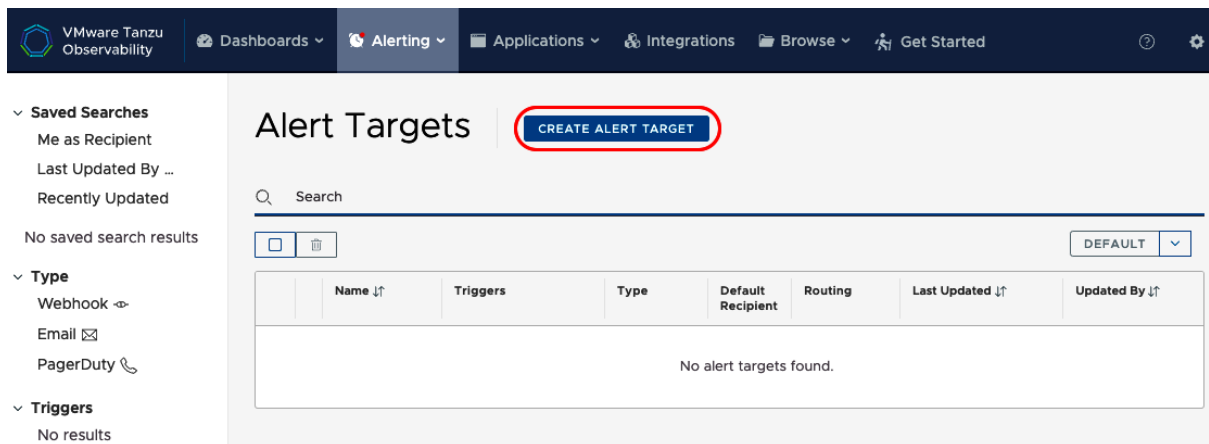 VMware Tanzu
Observability
Dashboards
Alerting
Applications
Integrations
Browse
Get Started
Saved Searches
Me as Recipient
Last Updated By ...
Recently Updated
No saved search results
Type
Webhook
Email
PagerDuty
Triggers
No results
Alert Targets
CREATE ALERT TARGET
Search
DEFAULT
Name
Triggers
Type
Default
Recipient
Routing
Last Updated
Updated By
No alert targets found.